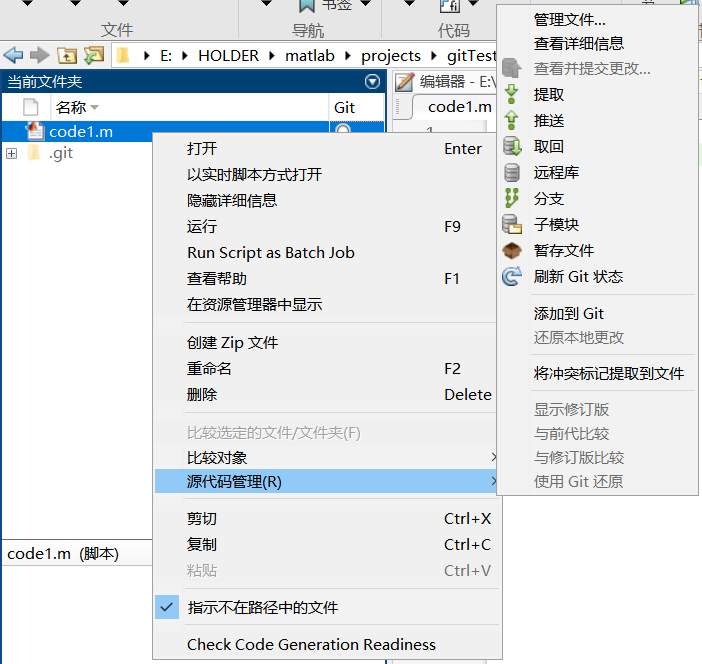 书签
文件
导航
代码
E: HOLDER matlab projects gitTest
当前文件夹
编辑器 - E:\
名称
Git
code1.m
1
code1.m
.git
打开 Enter
以实时脚本方式打开
隐藏详细信息
运行 F9
Run Script as Batch Job
查看帮助 F1
在资源管理器中显示
创建 Zip 文件
重命名 F2
删除 Delete
比较选定的文件/文件夹(F)
比较对象
源代码管理(R)
剪切 Ctrl+X
复制 Ctrl+C
粘贴 Ctrl+V
指示不在路径中的文件
Check Code Generation Readiness
管理文件...
查看详细信息
查看并提交更改...
提取
推送
取回
远程库
分支
子模块
暂存文件
刷新 Git 状态
添加到 Git
还原本地更改
将冲突标记提取到文件
显示修订版
与前代比较
与修订版比较
使用 Git 还原
code1.m (脚本)